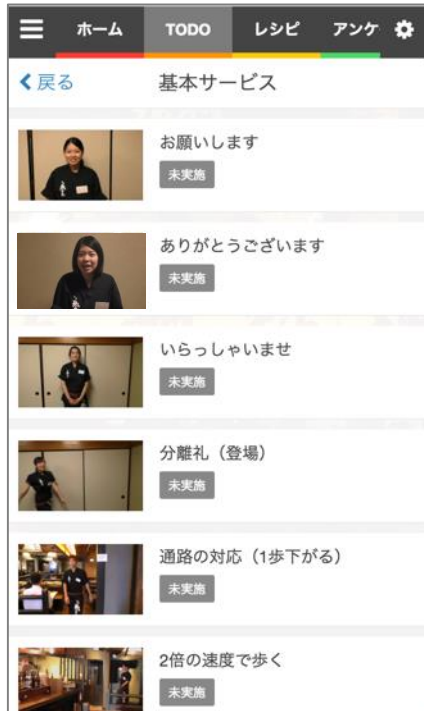 ホーム TODO レシピ アンケ
戻る 基本サービス
お願いします
未実施
ありがとうございます
未実施
いらっしゃいませ
未実施
分離礼（登場）
未実施
通路の対応（1歩下がる）
未実施
2倍の速度で歩く
未実施